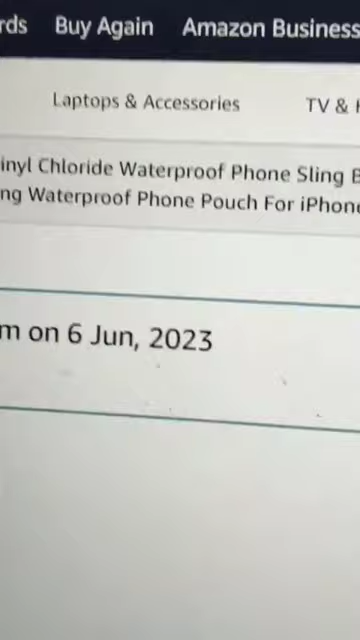 rds Buy Again Amazon Business
Laptops & Accessories TV &
inyl Chloride Waterproof Phone Sling B
ng Waterproof Phone Pouch For iPhone
m on 6 Jun, 2023